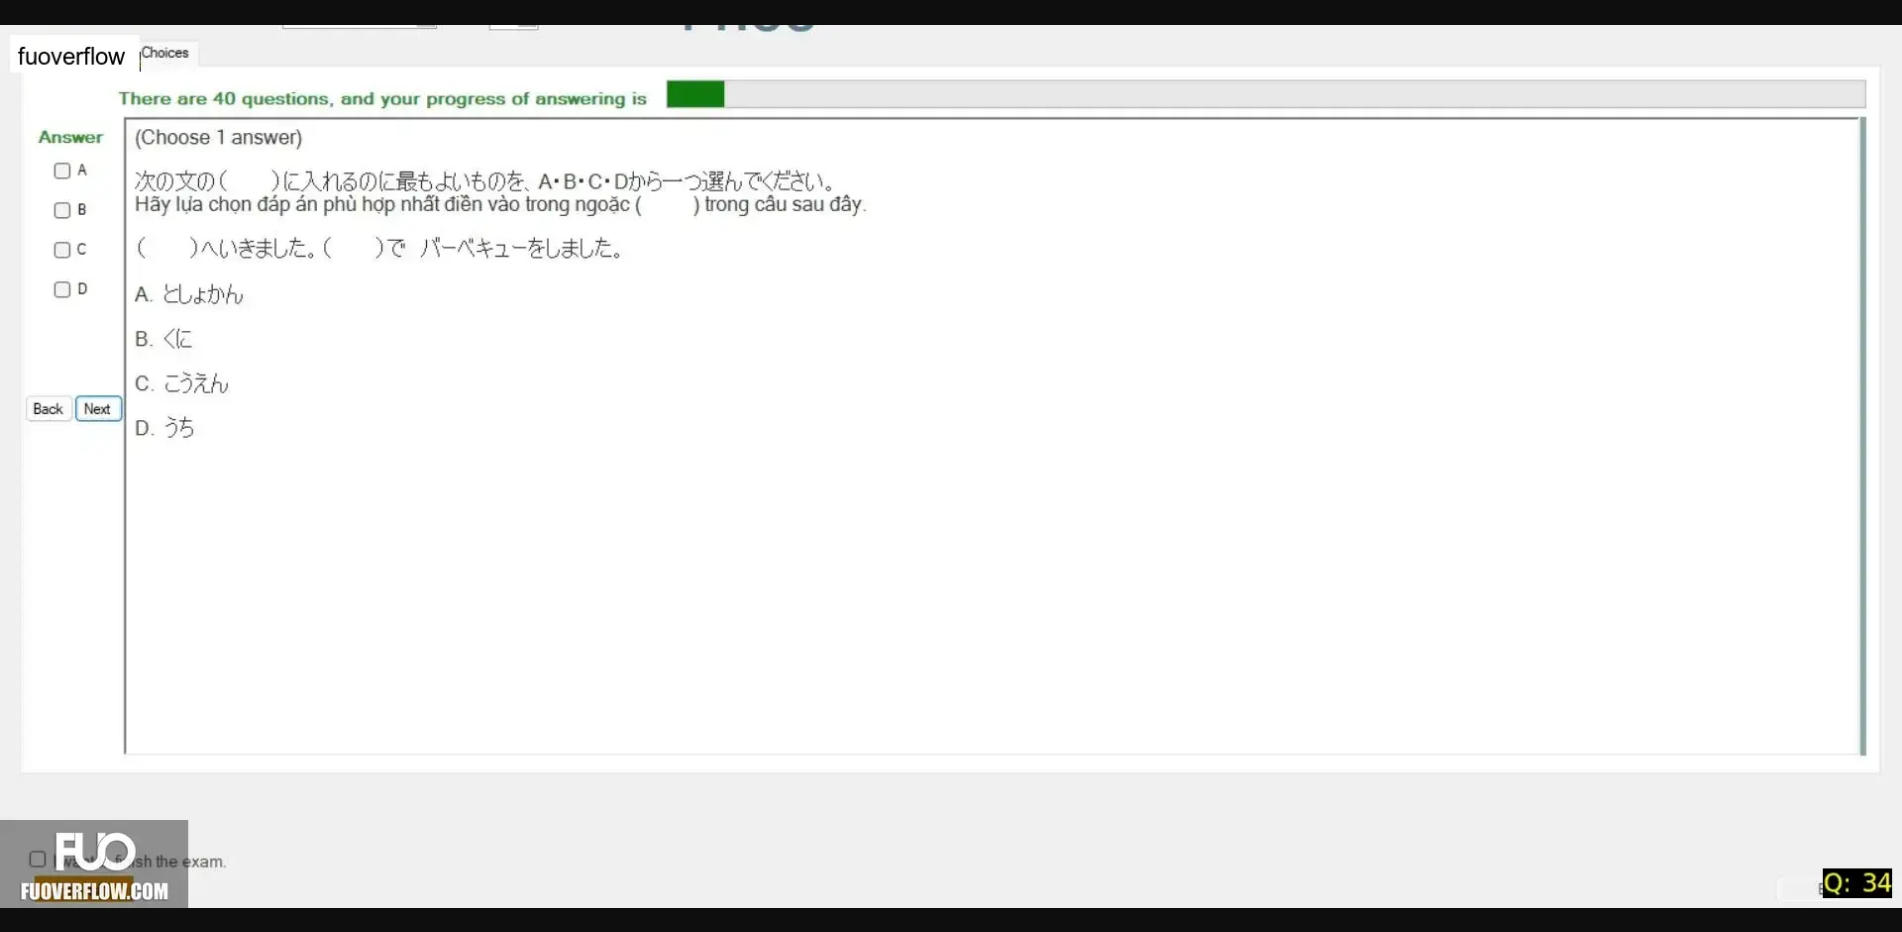 fuoverflow
Choices
There are 40 questions, and your progress of answering is
Answer
(Choose 1 answer)
A
次の文の(　　)に入れるのに最もよいものを、A・B・C・Dから一つ選んでください。
B
Hãy lựa chọn đáp án phù hợp nhất điền vào trong ngoặc (　　) trong câu sau đây.
C
(　　)へいきました。(　　)で バーベキューをしました。
D
A. としょかん
B. くに
C. こうえん
Back Next
D. うち
FUO
finish the exam.
FUOVERFLOW.COM
Q: 34